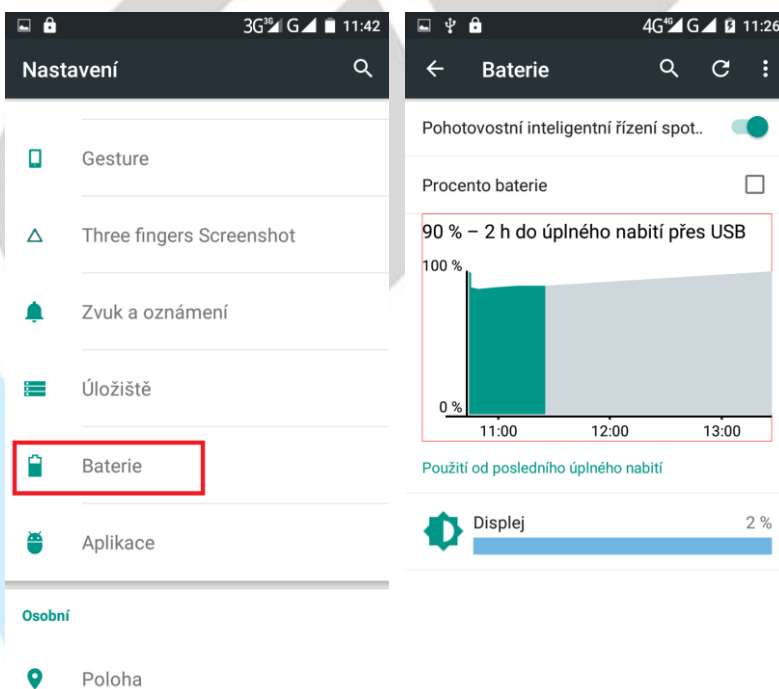 3G 3G G 11:42
Nastavení
Gesture
Three fingers Screenshot
Zvuk a oznámení
Úložiště
Baterie
Aplikace
Osobní
Poloha
4G 4G G 11:26
Baterie
Pohotovostní inteligentní řízení spot..
Procento baterie
90 % – 2 h do úplného nabití přes USB
100 %
0 %
11:00 12:00 13:00
Použití od posledního úplného nabití
Displej 2 %